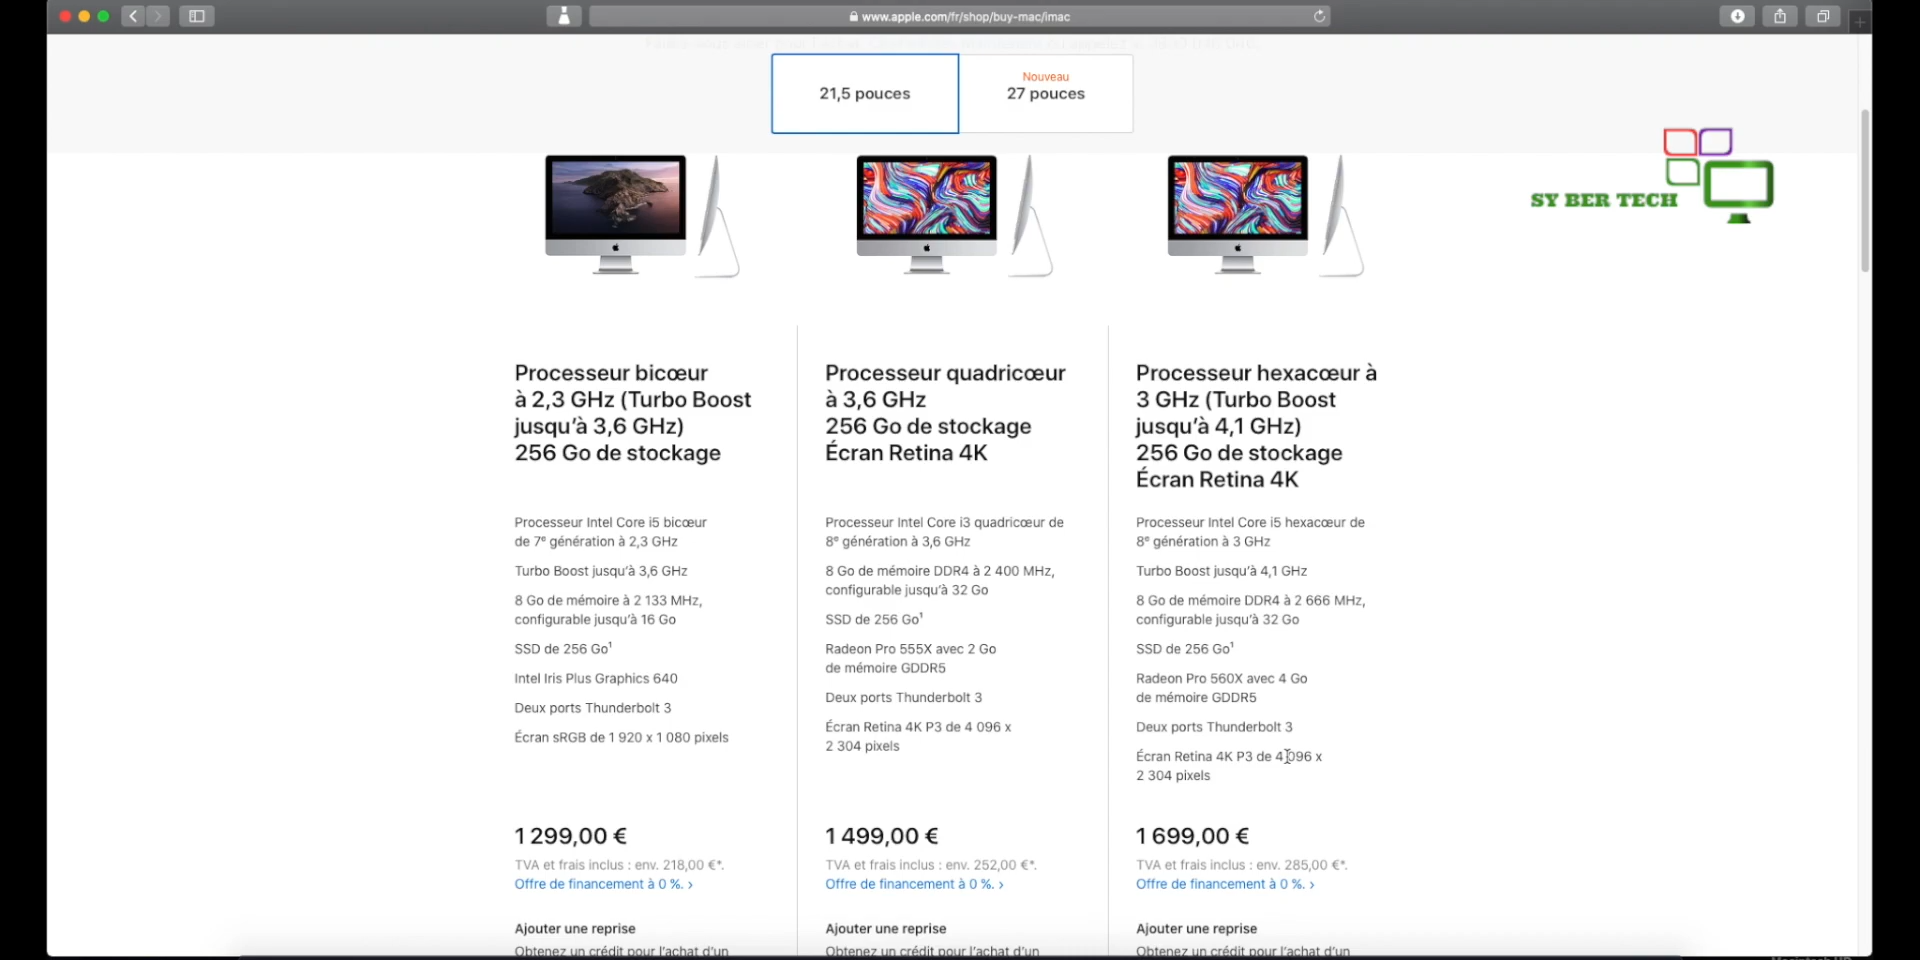 www.apple.com/fr/shop/buy-mac/imac
21,5 pouces
Nouveau
27 pouces
SY BER TECH
Processeur bicœur
à 2,3 GHz (Turbo Boost
jusqu’à 3,6 GHz)
256 Go de stockage
Processeur Intel Core i5 bicœur
de 7ᵉ génération à 2,3 GHz
Turbo Boost jusqu’à 3,6 GHz
8 Go de mémoire à 2 133 MHz,
configurable jusqu’à 16 Go
SSD de 256 Go¹
Intel Iris Plus Graphics 640
Deux ports Thunderbolt 3
Écran sRGB de 1 920 x 1 080 pixels
1 299,00 €
TVA et frais inclus : env. 218,00 €*.
Offre de financement à 0 %. ›
Ajouter une reprise
Obtenez un crédit pour l’achat d’un
Processeur quadricœur
à 3,6 GHz
256 Go de stockage
Écran Retina 4K
Processeur Intel Core i3 quadricœur de
8ᵉ génération à 3,6 GHz
8 Go de mémoire DDR4 à 2 400 MHz,
configurable jusqu’à 32 Go
SSD de 256 Go¹
Radeon Pro 555X avec 2 Go
de mémoire GDDR5
Deux ports Thunderbolt 3
Écran Retina 4K P3 de 4 096 x
2 304 pixels
1 499,00 €
TVA et frais inclus : env. 252,00 €*.
Offre de financement à 0 %. ›
Ajouter une reprise
Obtenez un crédit pour l’achat d’un
Processeur hexacœur à
3 GHz (Turbo Boost
jusqu’à 4,1 GHz)
256 Go de stockage
Écran Retina 4K
Processeur Intel Core i5 hexacœur de
8ᵉ génération à 3 GHz
Turbo Boost jusqu’à 4,1 GHz
8 Go de mémoire DDR4 à 2 666 MHz,
configurable jusqu’à 32 Go
SSD de 256 Go¹
Radeon Pro 560X avec 4 Go
de mémoire GDDR5
Deux ports Thunderbolt 3
Écran Retina 4K P3 de 4 096 x
2 304 pixels
1 699,00 €
TVA et frais inclus : env. 285,00 €*.
Offre de financement à 0 %. ›
Ajouter une reprise
Obtenez un crédit pour l’achat d’un